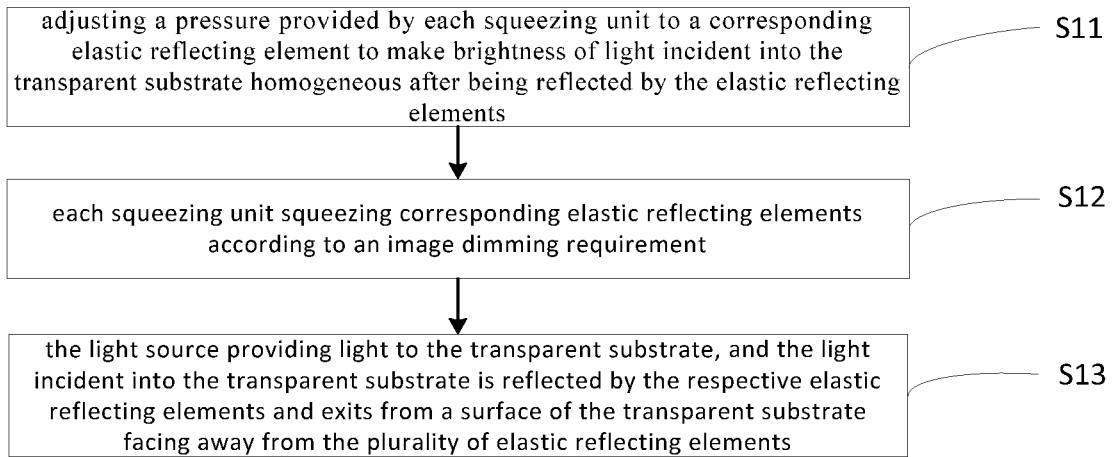 adjusting a pressure provided by each squeezing unit to a corresponding
elastic reflecting element to make brightness of light incident into the
transparent substrate homogeneous after being reflected by the elastic reflecting
elements
S11
each squeezing unit squeezing corresponding elastic reflecting elements
according to an image dimming requirement
S12
the light source providing light to the transparent substrate, and the light
incident into the transparent substrate is reflected by the respective elastic
reflecting elements and exits from a surface of the transparent substrate
facing away from the plurality of elastic reflecting elements
S13